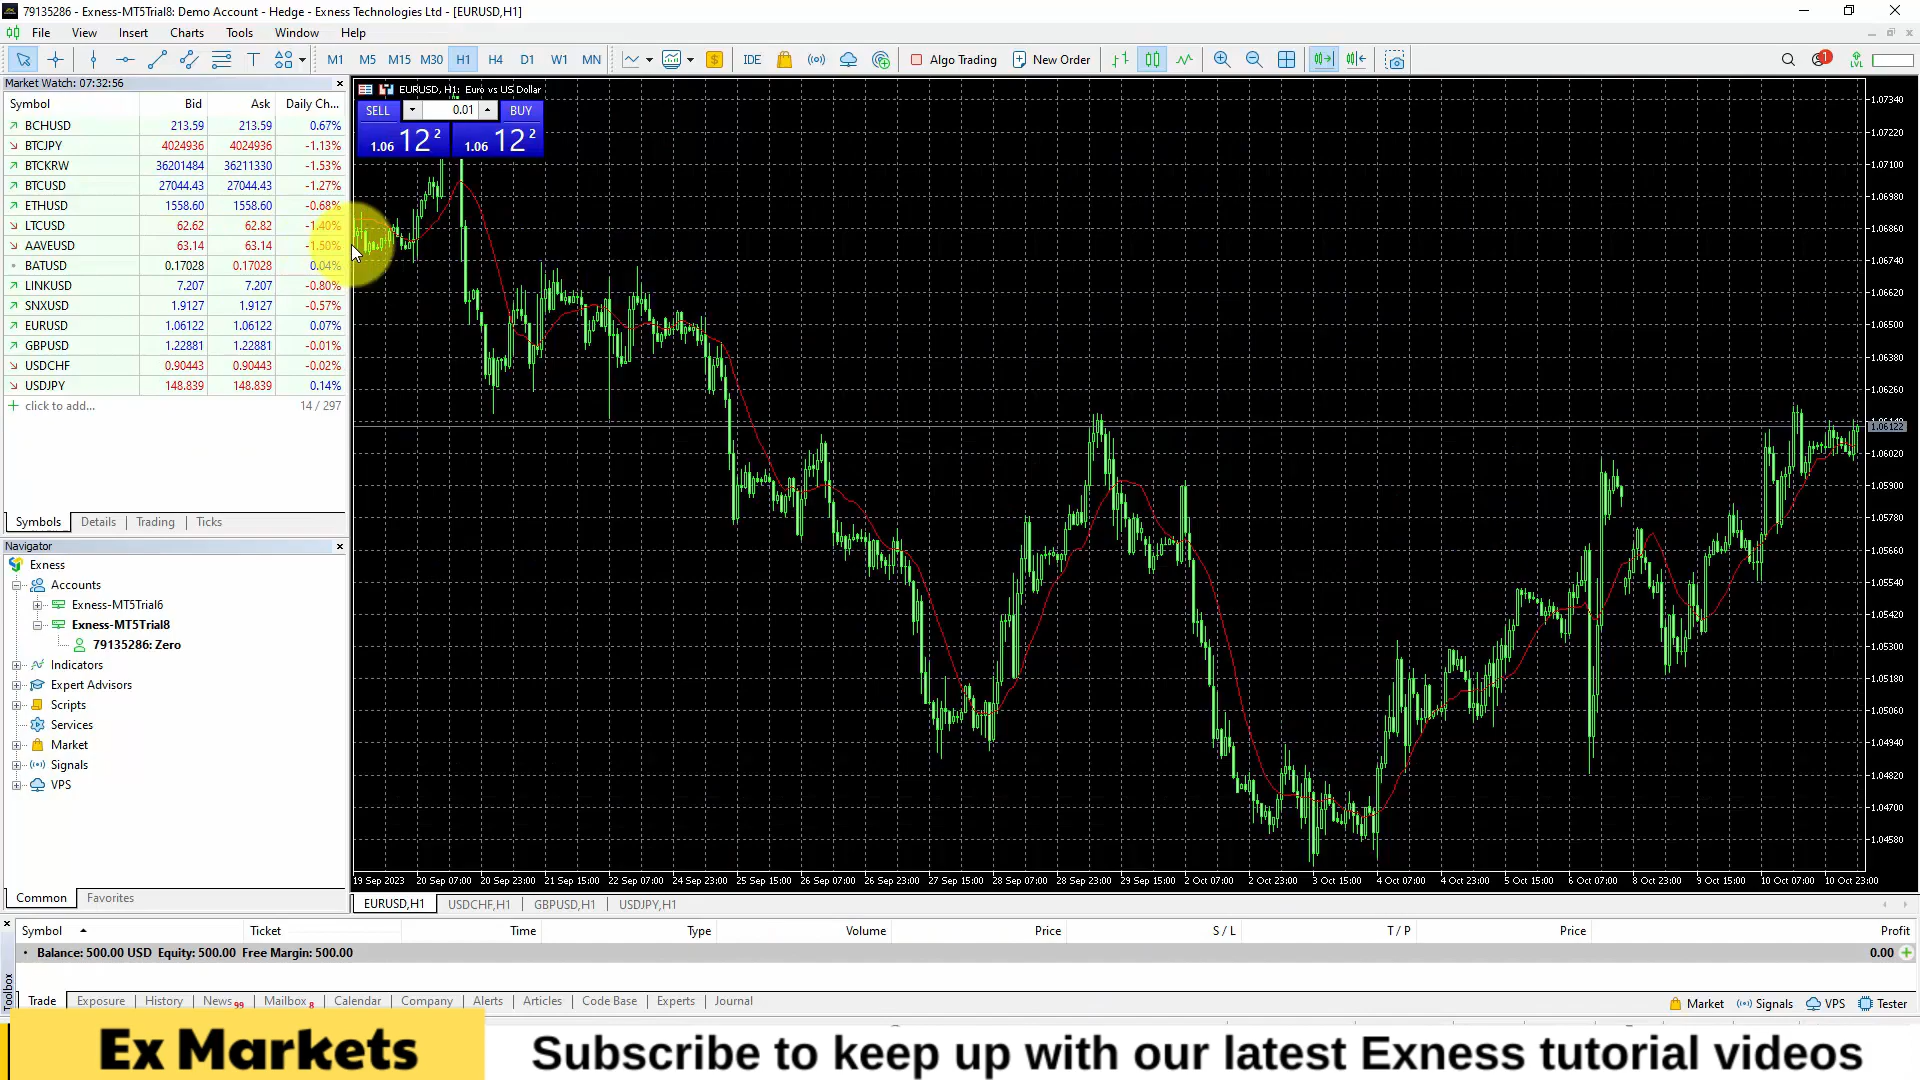 79135286 - Exness-MT5Trial8: Demo Account - Hedge - Exness Technologies Ltd - [EURUSD,H1]
File View Insert Charts Tools Window Help
M1 M5 M15 M30 H1 H4 D1 W1 MN IDE Algo Trading New Order 1 LVL
Market Watch: 07:32:56
Symbol Bid Ask Daily Ch...
BCHUSD 213.59 213.59 0.67%
BTCJPY 4024936 4024936 -1.13%
BTCKRW 36201484 36211330 -1.53%
BTCUSD 27044.43 27044.43 -1.27%
ETHUSD 1558.60 1558.60 -0.68%
LTCUSD 62.62 62.82 -1.40%
AAVEUSD 63.14 63.14 -1.50%
BATUSD 0.17028 0.17028 0.04%
LINKUSD 7.207 7.207 -0.80%
SNXUSD 1.9127 1.9127 -0.57%
EURUSD 1.06122 1.06122 0.07%
GBPUSD 1.22881 1.22881 -0.01%
USDCHF 0.90443 0.90443 -0.02%
USDJPY 148.839 148.839 0.14%
click to add... 14 / 297
Symbols Details Trading Ticks
Navigator
Exness
Accounts
Exness-MT5Trial6
Exness-MT5Trial8
79135286: Zero
Indicators
Expert Advisors
Scripts
Services
Market
Signals
VPS
Common Favorites
EURUSD, H1: Euro vs US Dollar
SELL 0.01 BUY
1.06 12 2 1.06 12 2
1.07340
1.07220
1.07100
1.06980
1.06860
1.06740
1.06620
1.06500
1.06380
1.06260
1.06122
1.06020
1.05900
1.05780
1.05660
1.05540
1.05420
1.05300
1.05180
1.05060
1.04940
1.04820
1.04700
1.04580
19 Sep 2023 20 Sep 07:00 20 Sep 23:00 21 Sep 15:00 22 Sep 07:00 24 Sep 23:00 25 Sep 15:00 26 Sep 07:00 26 Sep 23:00 27 Sep 15:00 28 Sep 07:00 28 Sep 23:00 29 Sep 15:00 2 Oct 07:00 2 Oct 23:00 3 Oct 15:00 4 Oct 07:00 4 Oct 23:00 5 Oct 15:00 6 Oct 07:00 8 Oct 23:00 9 Oct 15:00 10 Oct 07:00 10 Oct 23:00
EURUSD,H1 USDCHF,H1 GBPUSD,H1 USDJPY,H1
Symbol Ticket Time Type Volume Price S / L T / P Price Profit
Balance: 500.00 USD Equity: 500.00 Free Margin: 500.00 0.00
Toolbox
Trade Exposure History News 99 Mailbox 8 Calendar Company Alerts Articles Code Base Experts Journal Market Signals VPS Tester
Ex Markets Subscribe to keep up with our latest Exness tutorial videos